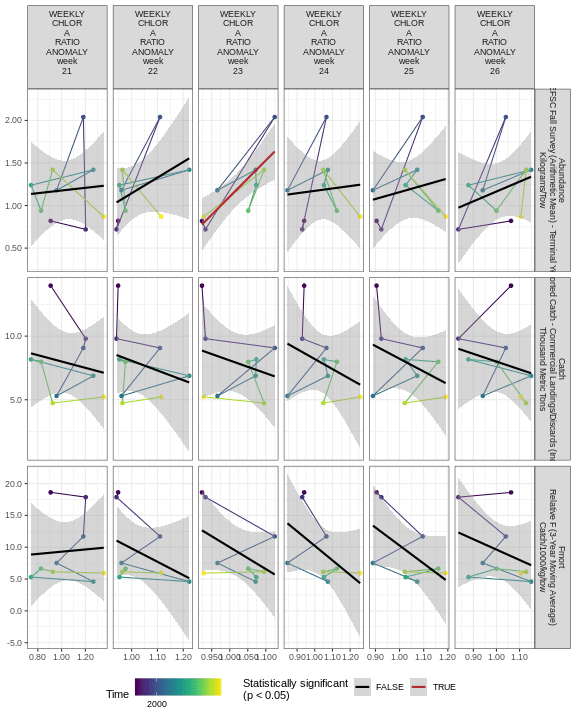 WEEKLY CHLOR A RATIO ANOMALY week 21
WEEKLY CHLOR A RATIO ANOMALY week 22
WEEKLY CHLOR A RATIO ANOMALY week 23
WEEKLY CHLOR A RATIO ANOMALY week 24
WEEKLY CHLOR A RATIO ANOMALY week 25
WEEKLY CHLOR A RATIO ANOMALY week 26
2.00
1.50
1.00
0.50
Abundance
Fall Survey (Arithmetic Mean) - Terminal
Kilograms/tow
10.0
5.0
Catch
Catch - Commercial Landings/Discards
Thousand Metric Tons
20.0
15.0
10.0
5.0
0.0
-5.0
Fmort
Relative F (3-Year Moving Average)
Catch/1000/kg/tow
0.80 1.00 1.20
1.00 1.20
0.950 1.000 1.050 0.100
0.90 1.00 1.10 1.20
0.90 1.00 1.10 1.20
0.90 1.00 1.10
Time
2000
Statistically significant
(p < 0.05)
FALSE
TRUE